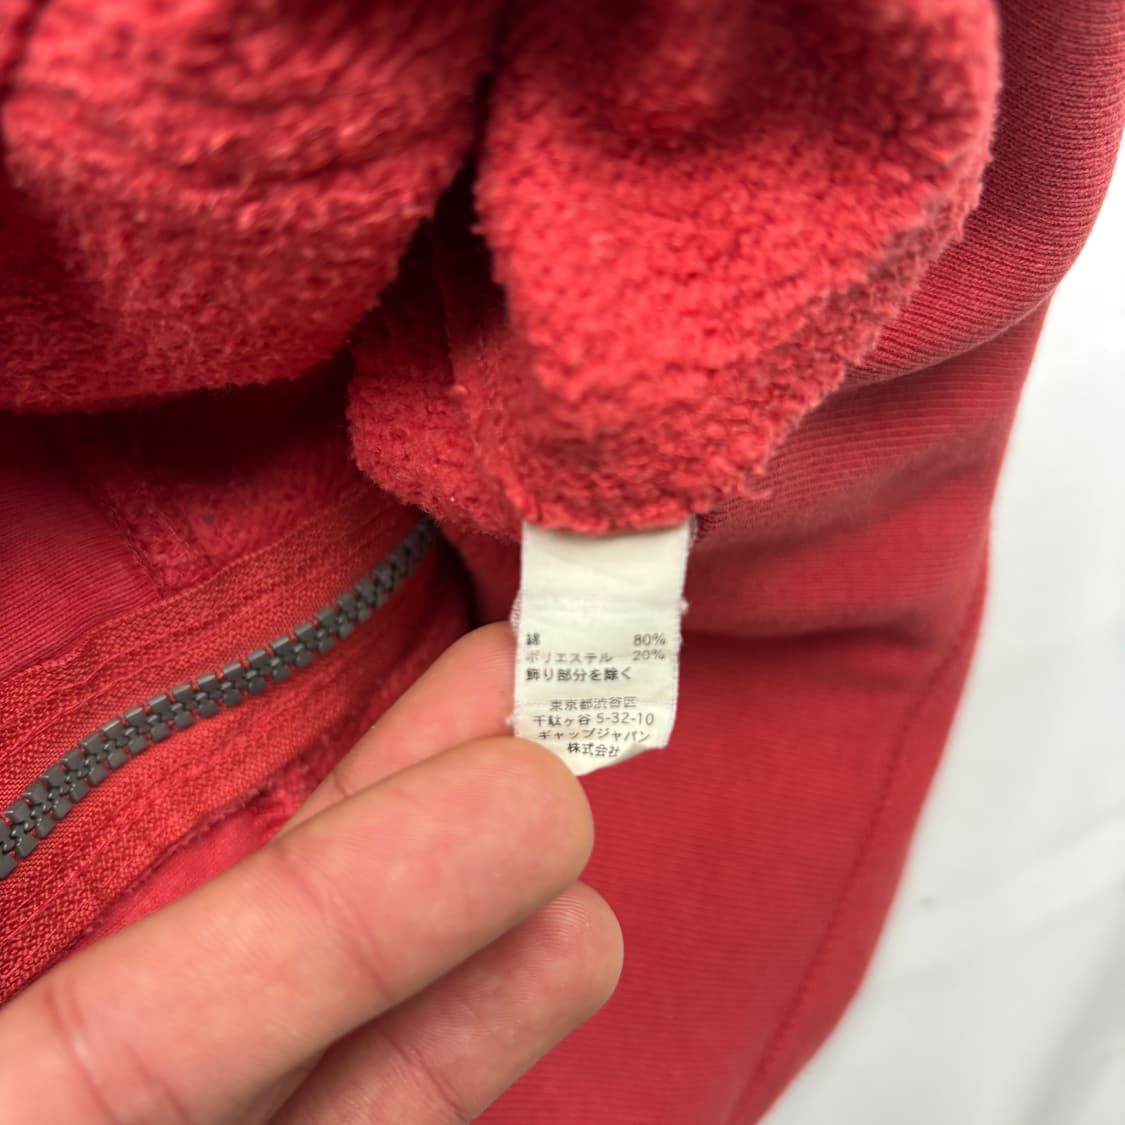 綿 80%
ポリエステル 20%
飾り部分を除く
東京都渋谷区
千駄ヶ谷 5-32-10
ギャップジャパン
株式会社